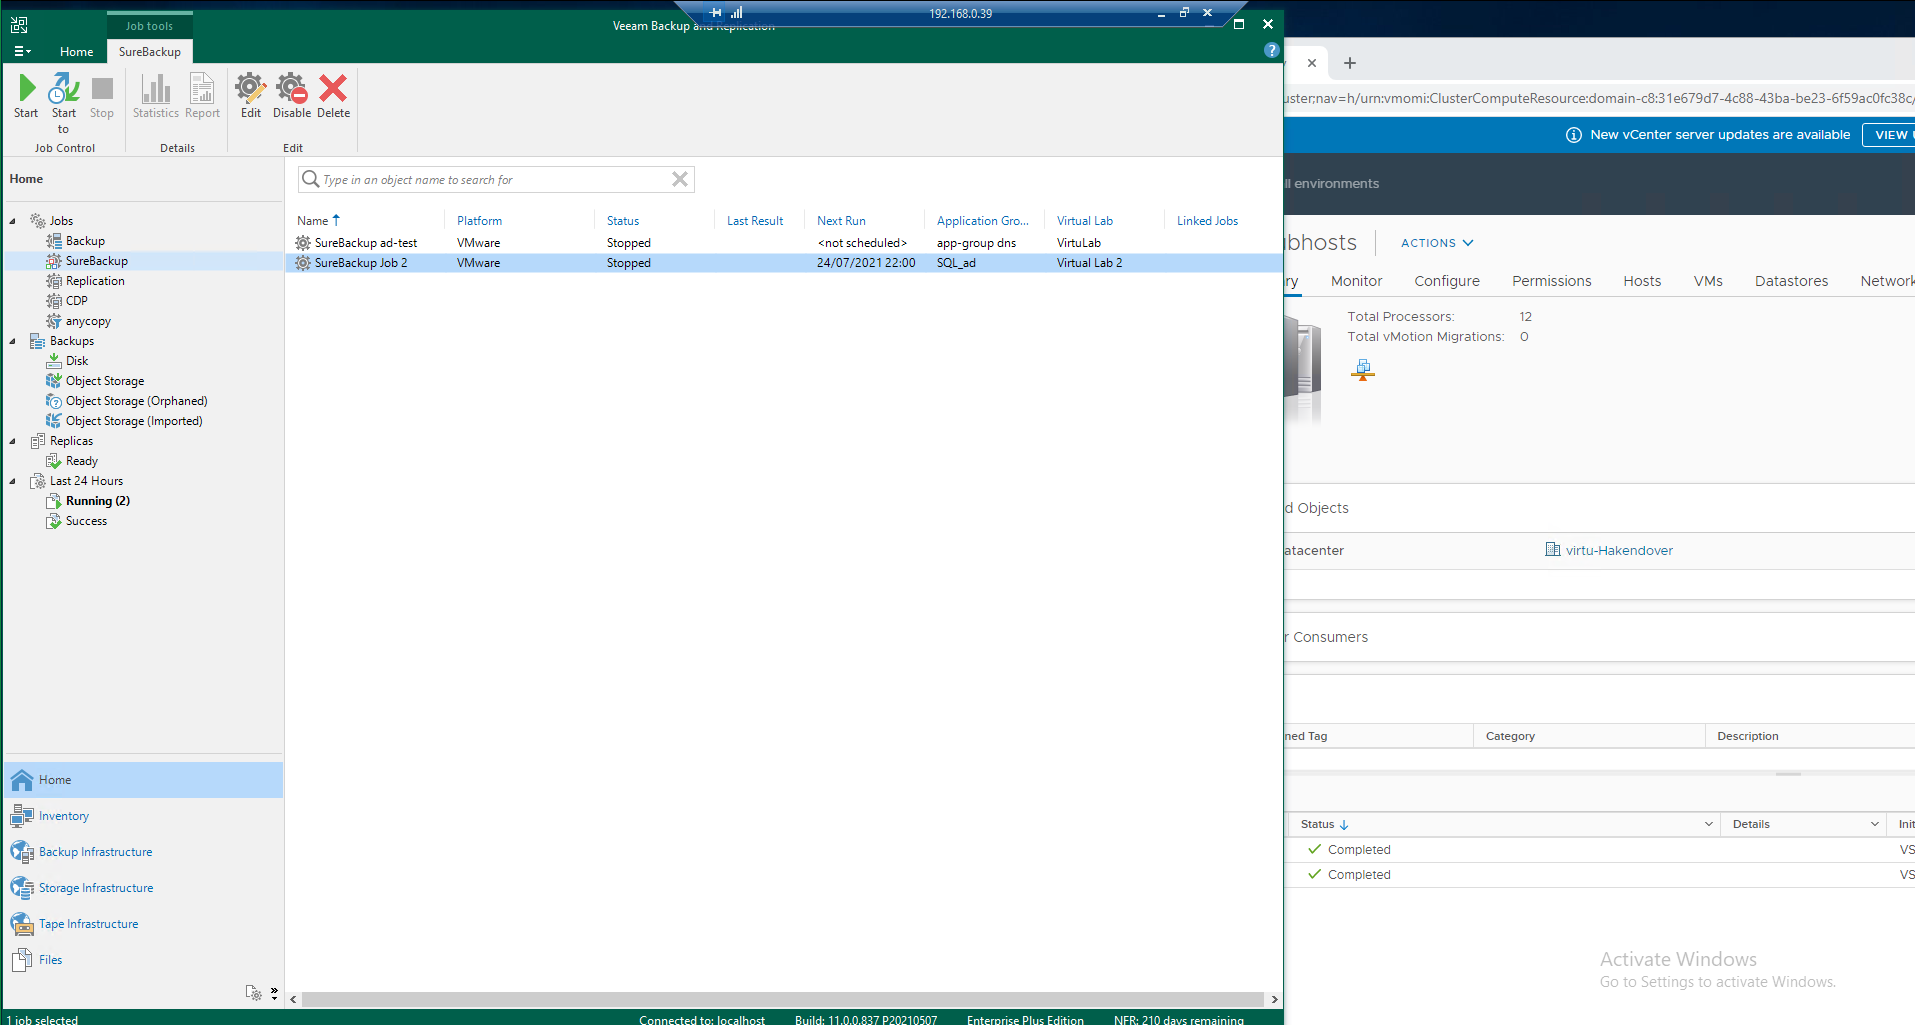 192.168.0.39
Job tools
Veeam Backup and Replication
Home
SureBackup
Start
Start to
Stop
Statistics
Report
Edit
Disable
Delete
Job Control
Details
Edit
Home
Type in an object name to search for
Jobs
Backup
SureBackup
Replication
CDP
anycopy
Backups
Disk
Object Storage
Object Storage (Orphaned)
Object Storage (Imported)
Replicas
Ready
Last 24 Hours
Running (2)
Success
Name Platform Status Last Result Next Run Application Gro... Virtual Lab Linked Jobs
SureBackup ad-test VMware Stopped <not scheduled> app-group dns VirtuLab
SureBackup Job 2 VMware Stopped 24/07/2021 22:00 SQL_ad Virtual Lab 2
Home
Inventory
Backup Infrastructure
Storage Infrastructure
Tape Infrastructure
Files
1 job selected
Connected to: localhost Build: 11.0.0.837 P20210507 Enterprise Plus Edition NFR: 210 days remaining
uster;nav=h/urn:vmomi:ClusterComputeResource:domain-c8:31e679d7-4c88-43ba-be23-6f59ac0fc38c/
New vCenter server updates are available
VIEW
ll environments
bhosts
ACTIONS
ry Monitor Configure Permissions Hosts VMs Datastores Network
Total Processors: 12
Total vMotion Migrations: 0
d Objects
atacenter virtu-Hakendover
r Consumers
ned Tag Category Description
Status Details Init
Completed VS
Completed VS
Activate Windows
Go to Settings to activate Windows.